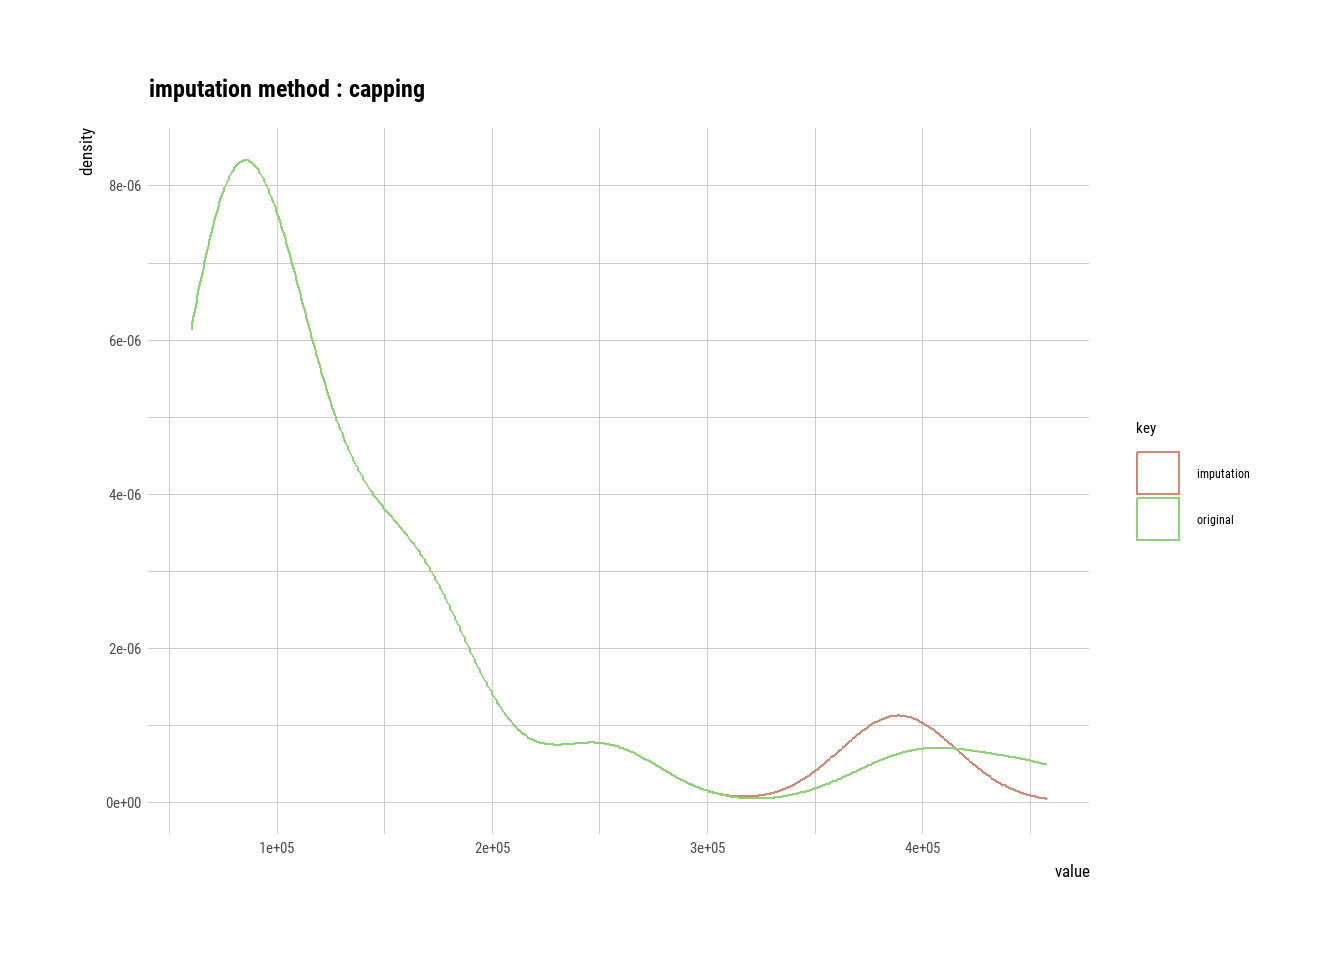 imputation method : capping
density
8e-06
6e-06
4e-06
2e-06
0e+00
1e+05 2e+05 3e+05 4e+05
value
key
imputation
original